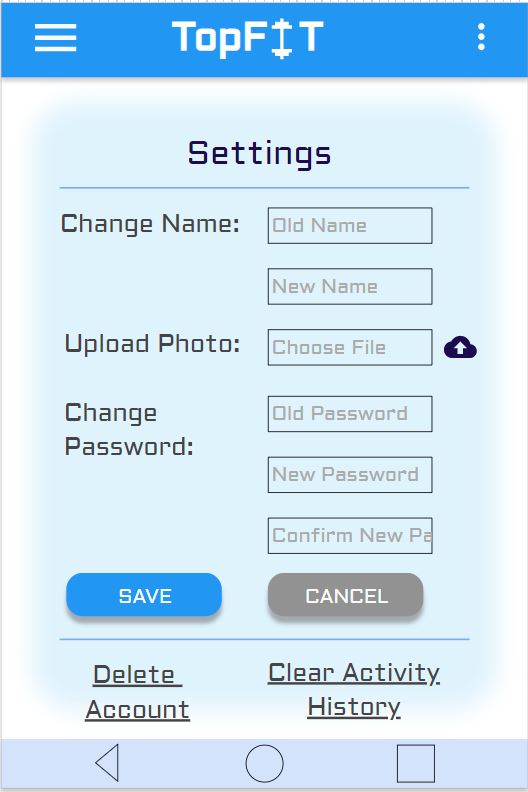 TopFIT
Settings
Change Name:
Old Name
New Name
Upload Photo:
Choose File
Change
Password:
Old Password
New Password
Confirm New Pa
SAVE
CANCEL
Delete
Account
Clear Activity
History